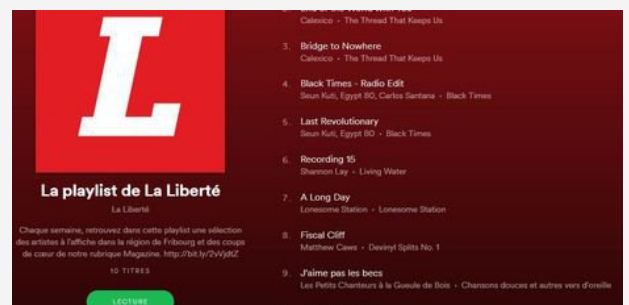 L
La playlist de La Liberté
La Liberté
Chaque semaine, retrouvez dans cette playlist une sélection
des artistes à l'affiche dans la région de Fribourg et des coups
de cœur de notre rubrique Magazine. http://bit.ly/2vVjdtZ
10 TITRES
LECTURE
Calexico • The Thread That Keeps Us
3. Bridge to Nowhere
Calexico • The Thread That Keeps Us
4. Black Times - Radio Edit
Seun Kuti, Egypt 80, Carlos Santana • Black Times
5. Last Revolutionary
Seun Kuti, Egypt 80 • Black Times
6. Recording 15
Shannon Lay • Living Water
7. A Long Day
Lonesome Station • Lonesome Station
8. Fiscal Cliff
Matthew Caws • Devinyl Splits No. 1
9. J'aime pas les becs
Les Petits Chanteurs à la Gueule de Bois • Chansons douces et autres vers d'oreille